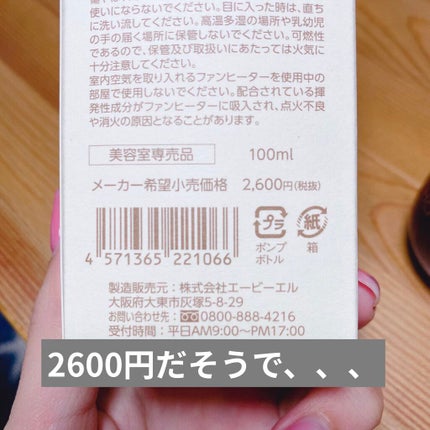 使いにならないでください。目に入った時は、直ち
に洗い流してください。高温多湿の場所や乳幼児
の手の届く場所に保管しないでください。可燃性
であるので、保管及び取扱いにあたっては火気に
十分注意してください。
室内空気を取り入れるファンヒーターを使用中の
部屋で使用しないでください。配合されている揮
発性成分がファンヒーターに吸入され、点火不良
や消火の原因となることがあります。
美容室専売品 100ml
メーカー希望小売価格 2,600円(税抜)
4 571365 221066
プラ 紙
ポンプ 箱
ボトル
製造販売元：株式会社エービーエル
大阪府大東市灰塚5-8-29
お問い合わせ先：0800-888-4216
受付時間：平日AM9:00〜PM17:00
2600円だそうで、、、